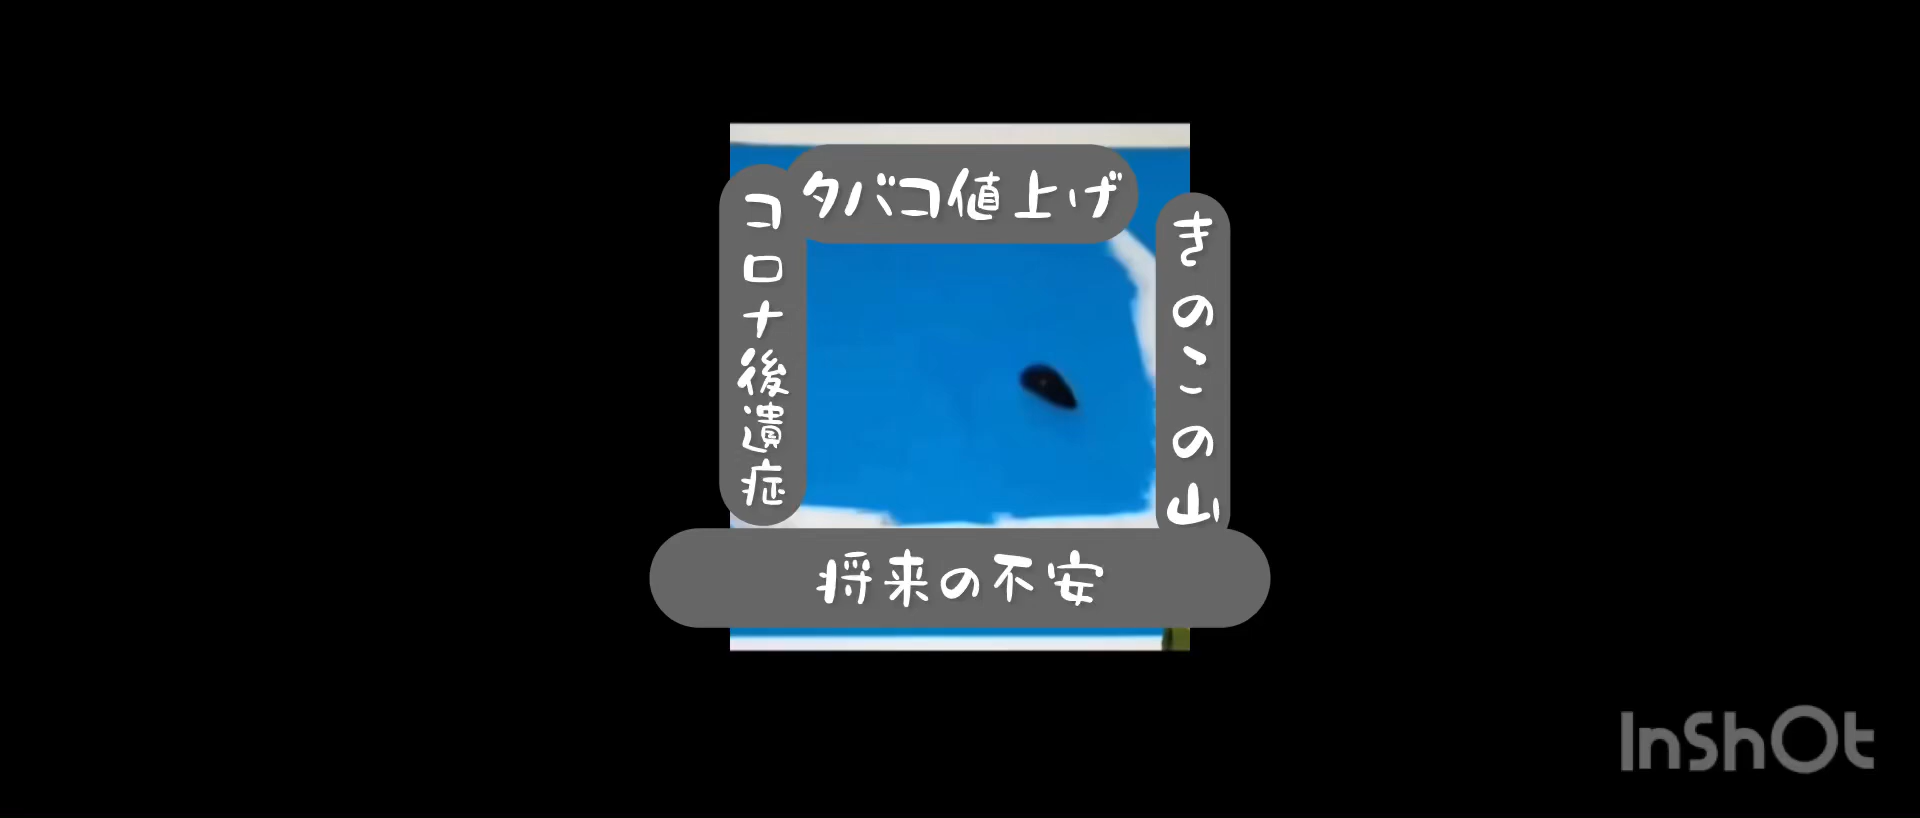 タバコ値上げ
コロナ後遺症
きのこの山
将来の不安
InShOt